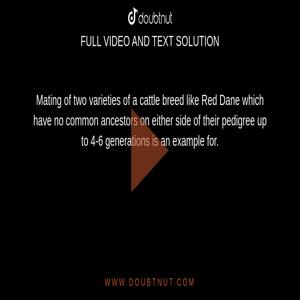 doubtnut
FULL VIDEO AND TEXT SOLUTION
Mating of two varieties of a cattle breed like Red Dane which
have no common ancestors on either side of their pedigree up
to 4-6 generations is an example for.
WWW.DOUBTNUT.COM